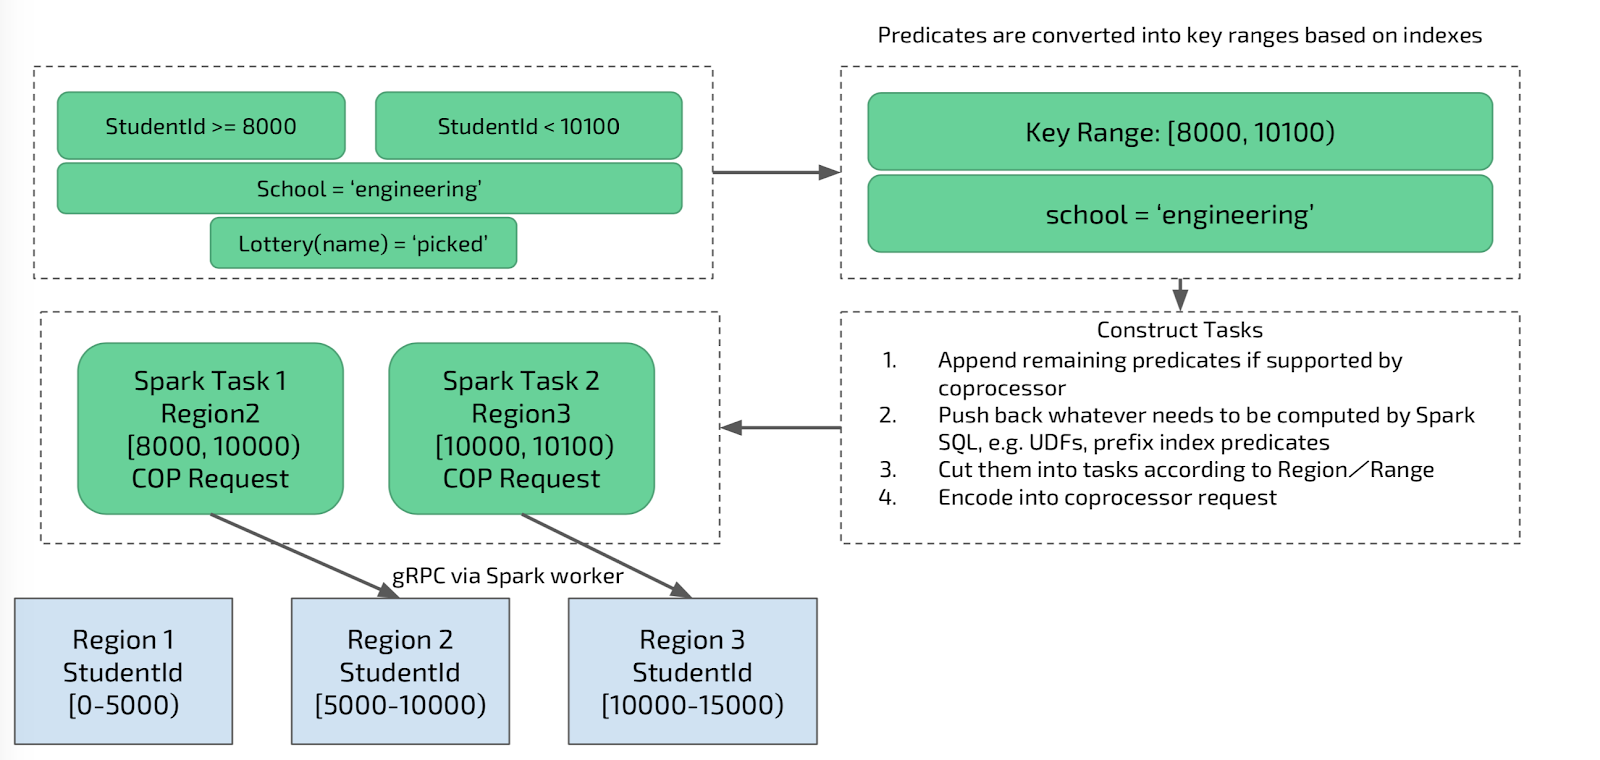 Predicates are converted into key ranges based on indexes
StudentId >= 8000
StudentId < 10100
School = ‘engineering’
Lottery(name) = ‘picked’
Key Range: [8000, 10100)
school = ‘engineering’
Construct Tasks
1. Append remaining predicates if supported by
coprocessor
2. Push back whatever needs to be computed by Spark
SQL, e.g. UDFs, prefix index predicates
3. Cut them into tasks according to Region／Range
4. Encode into coprocessor request
Spark Task 1
Region2
[8000, 10000)
COP Request
Spark Task 2
Region3
[10000, 10100)
COP Request
gRPC via Spark worker
Region 1
StudentId
[0-5000)
Region 2
StudentId
[5000-10000)
Region 3
StudentId
[10000-15000)